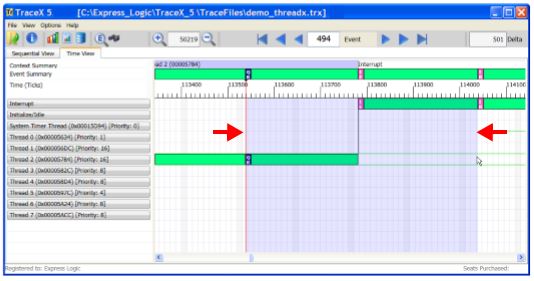 TraceX 5 [C:\Express_Logic\TraceX_5\TraceFiles\demo_threadx.trx]
File View Options Help
56219 494 Event 501 Delta
Sequential View Time View
Context Summary ad 2 (00005784) Interrupt
Event Summary
Time (Ticks) 113400 113500 113600 113700 113800 113900 114000 114100
Interrupt
Initialize/Idle
System Timer Thread (0x00015D94) [Priority: 0]
Thread 0 (0x00005634) [Priority: 1]
Thread 1 (0x000056DC) [Priority: 16]
Thread 2 (0x00005784) [Priority: 16]
Thread 3 (0x0000582C) [Priority: 8]
Thread 4 (0x000058D4) [Priority: 8]
Thread 5 (0x0000597C) [Priority: 4]
Thread 6 (0x00005A24) [Priority: 8]
Thread 7 (0x00005ACC) [Priority: 8]
Registered to: Express Logic Seats Purchased: